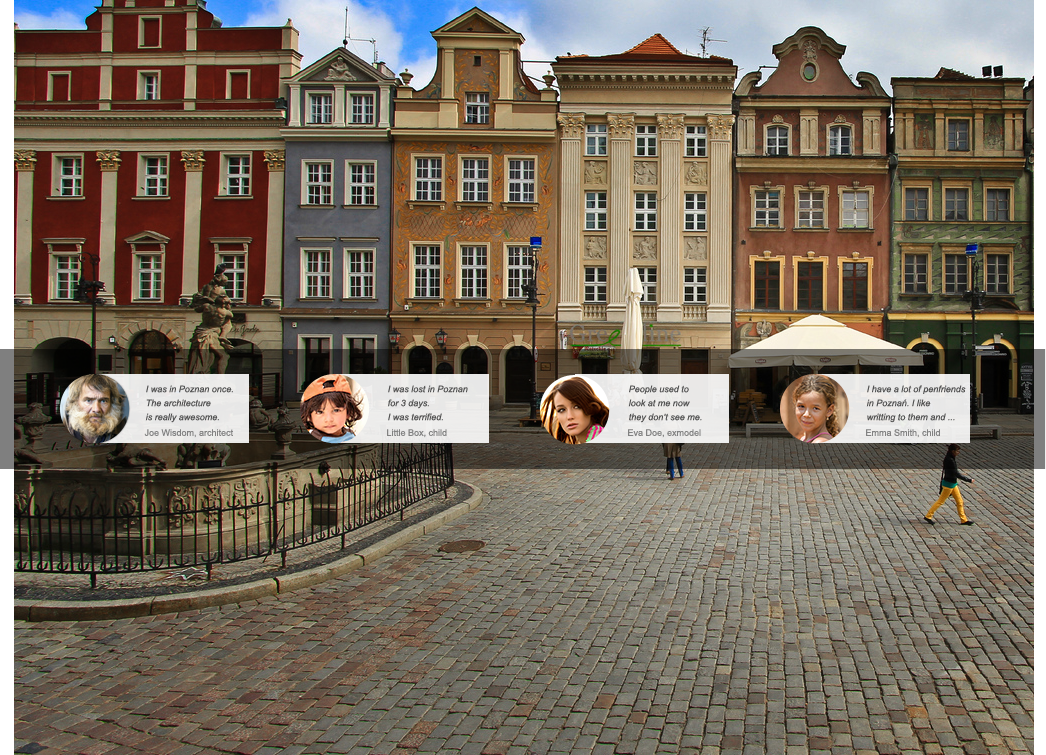 I was in Poznan once.
The architecture
is really awesome.
Joe Wisdom, architect
I was lost in Poznan
for 3 days.
I was terrified.
Little Box, child
People used to
look at me now
they don't see me.
Eva Doe, exmodel
I have a lot of penfriends
in Poznań. I like
writting to them and ...
Emma Smith, child